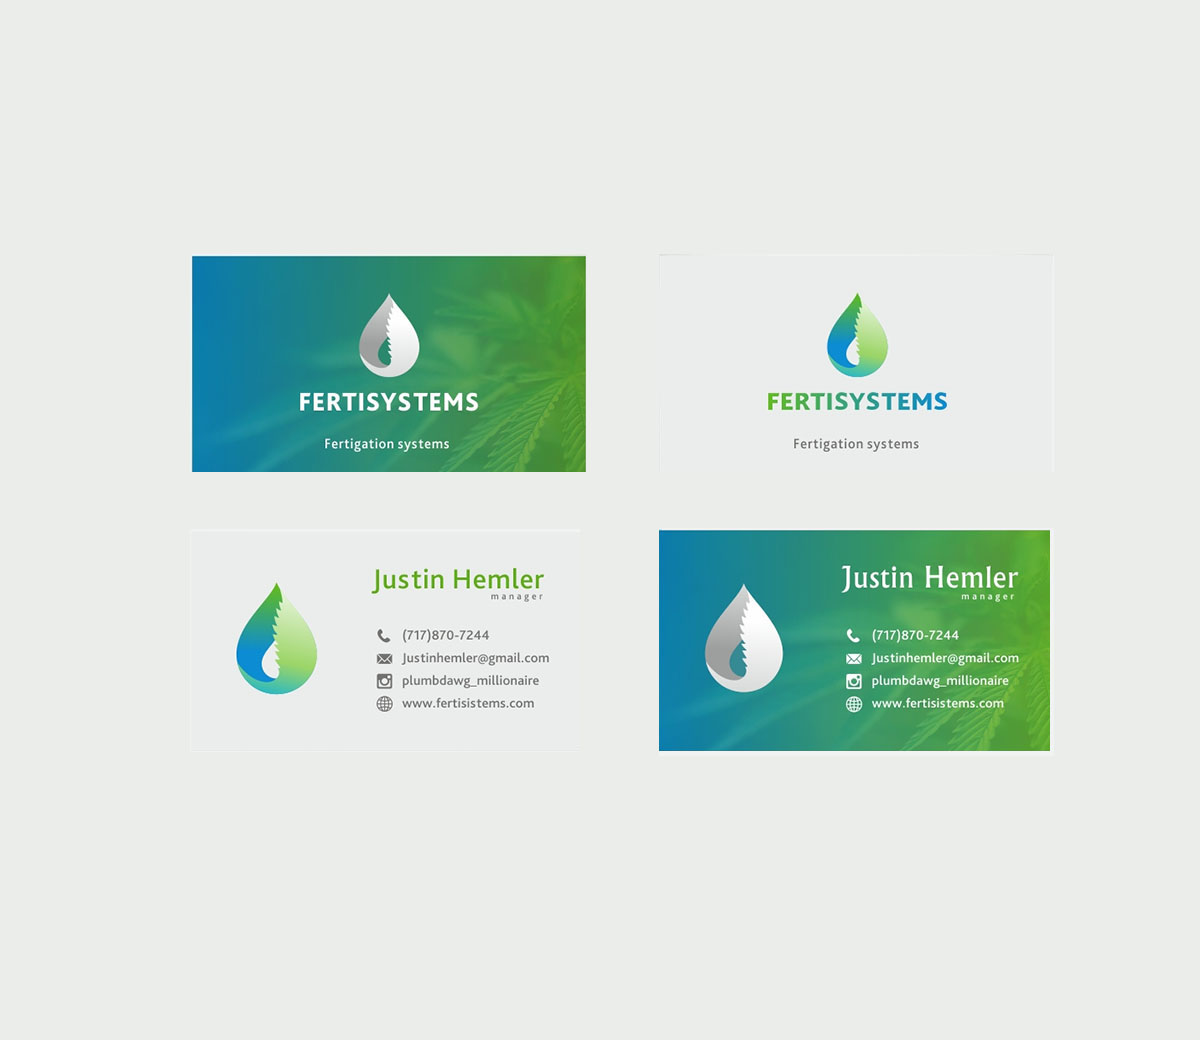 FERTISYSTEMS
Fertigation systems
FERTISYSTEMS
Fertigation systems
Justin Hemler
manager
(717)870-7244
Justinhemler@gmail.com
plumbdawg_millionaire
www.fertisistems.com
Justin Hemler
manager
(717)870-7244
Justinhemler@gmail.com
plumbdawg_millionaire
www.fertisistems.com